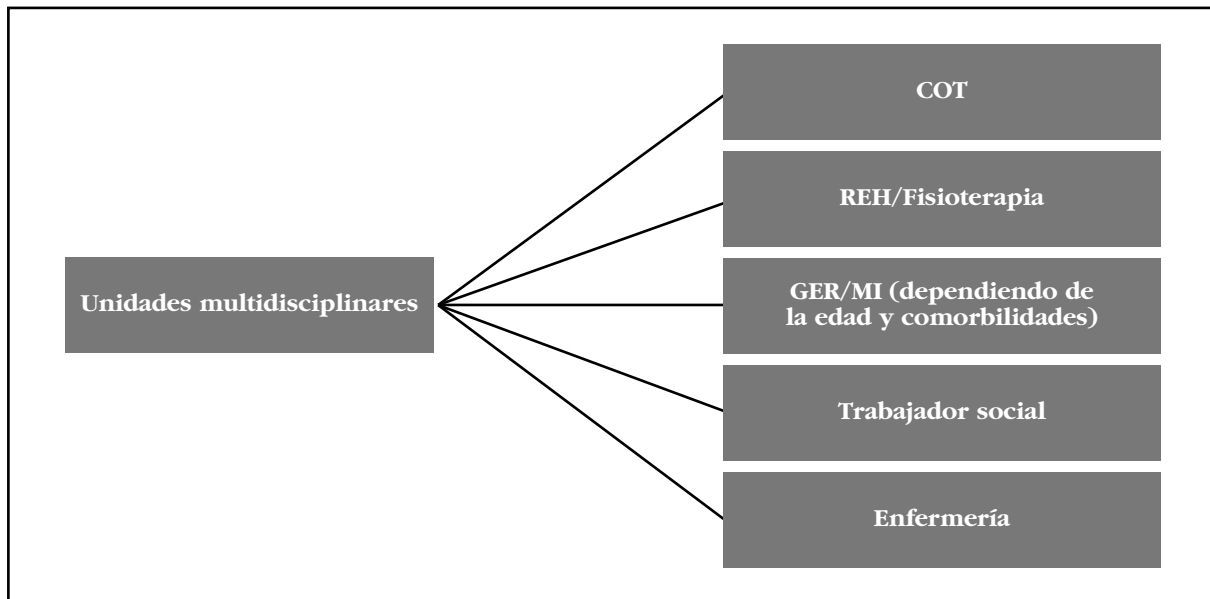 Unidades multidisciplinares
COT
REH/Fisioterapia
GER/MI (dependiendo de
la edad y comorbilidades)
Trabajador social
Enfermería